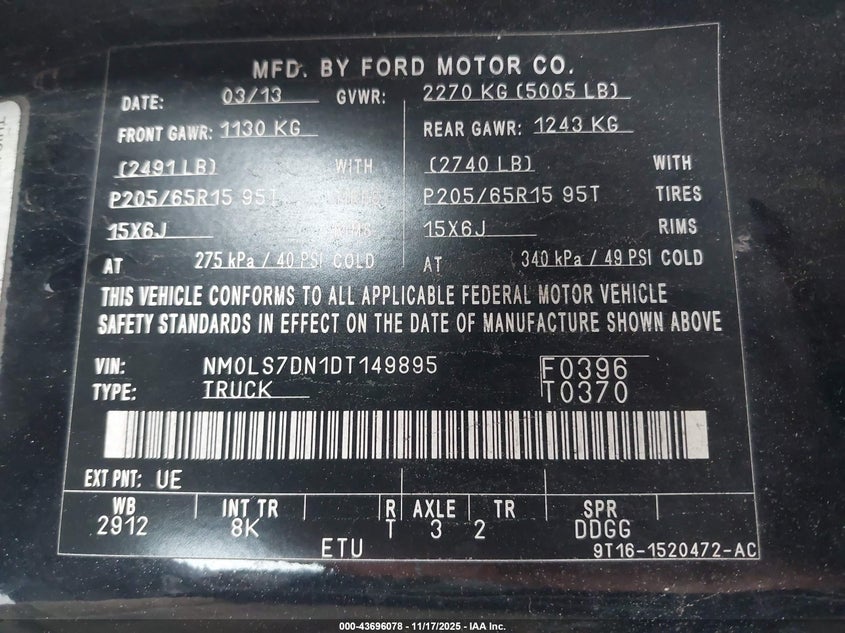 MFD. BY FORD MOTOR CO.
DATE: 03/13 GVWR: 2270 KG (5005 LB)
FRONT GAWR: 1130 KG REAR GAWR: 1243 KG
(2491 LB) WITH (2740 LB) WITH
P205/65R15 95T TIRES P205/65R15 95T TIRES
15X6J RIMS 15X6J RIMS
AT 275 kPa / 40 PSI COLD AT 340 kPa / 49 PSI COLD
THIS VEHICLE CONFORMS TO ALL APPLICABLE FEDERAL MOTOR VEHICLE
SAFETY STANDARDS IN EFFECT ON THE DATE OF MANUFACTURE SHOWN ABOVE
VIN: NM0LS7DN1DT149895 F0396
TYPE: TRUCK T0370
EXT PNT: UE
WB INT TR R AXLE TR SPR
2912 8K T 3 2 DDGG
ETU 9T16-1520472-AC
000-43696078 - 11/17/2025 - IAA Inc.